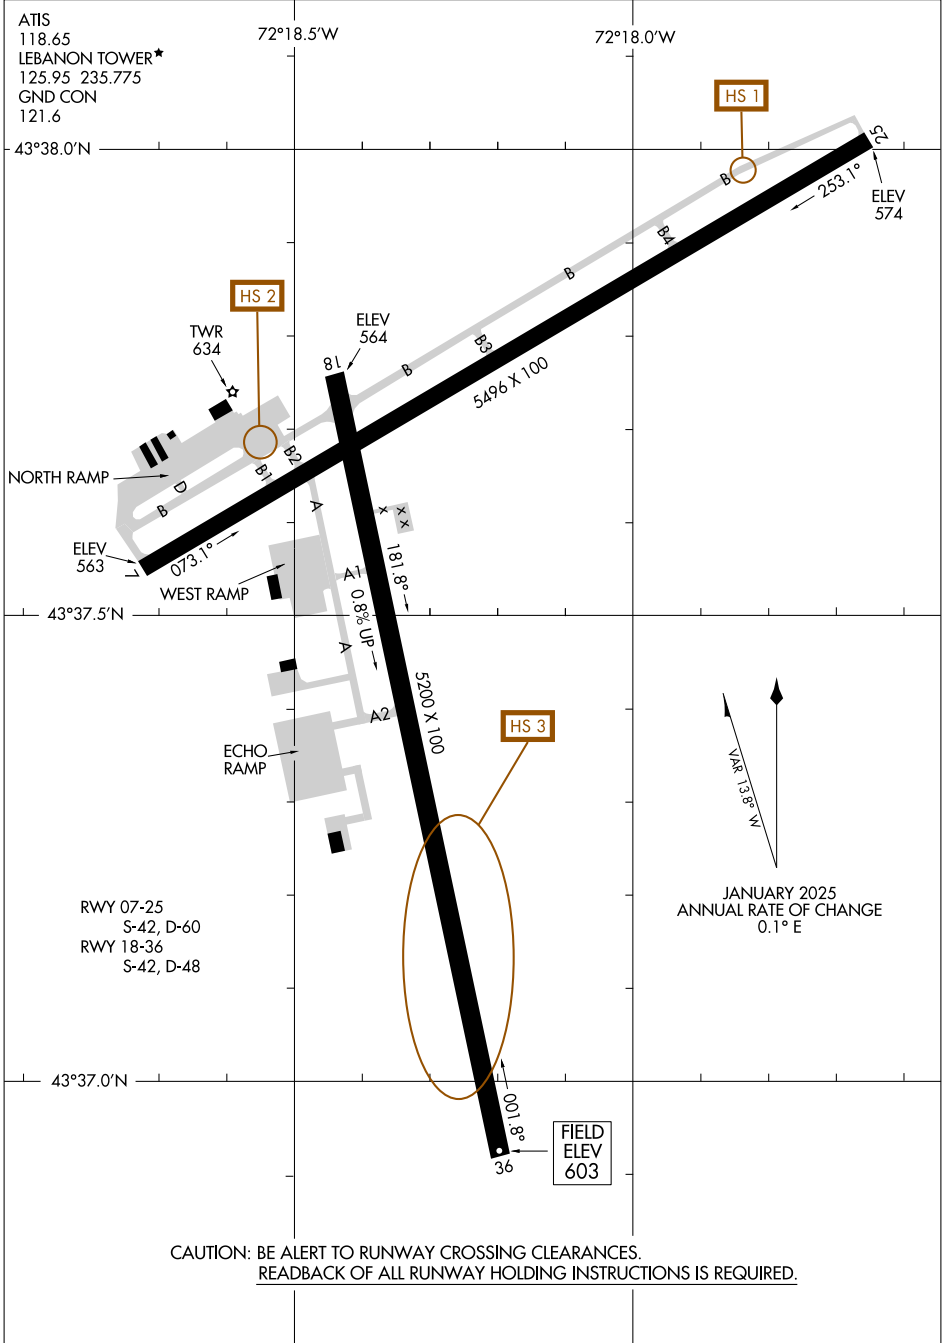 ATIS
118.65
LEBANON TOWER★
125.95 235.775
GND CON
121.6
72°18.5'W
72°18.0'W
HS 1
43°38.0'N
25
B
253.1°
ELEV
574
B4
HS 2
B
ELEV
564
TWR
634
18
B3
B
5496 X 100
B2
B1
NORTH RAMP
D
B
A
x
x x
ELEV
563
073.1°
7
181.8°
WEST RAMP
A1
0.8% UP
43°37.5'N
A
5200 X 100
A2
HS 3
ECHO
RAMP
VAR 13.8° W
JANUARY 2025
ANNUAL RATE OF CHANGE
0.1° E
RWY 07-25
S-42, D-60
RWY 18-36
S-42, D-48
43°37.0'N
001.8°
FIELD
ELEV
603
36
CAUTION: BE ALERT TO RUNWAY CROSSING CLEARANCES.
READBACK OF ALL RUNWAY HOLDING INSTRUCTIONS IS REQUIRED.